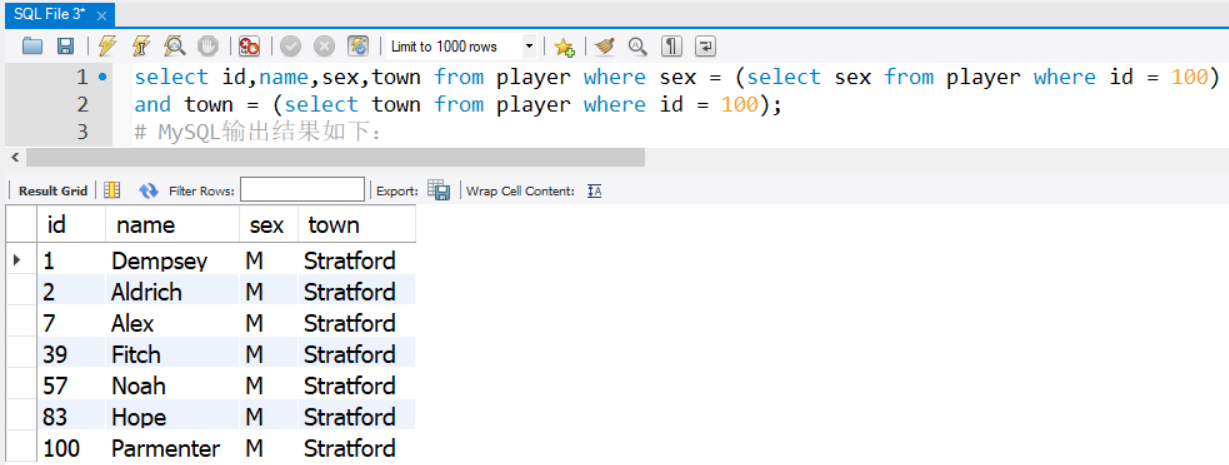 SQL File 3*
Limit to 1000 rows
1 select id,name,sex,town from player where sex = (select sex from player where id = 100)
2 and town = (select town from player where id = 100);
3 # MySQL输出结果如下：
Result Grid Filter Rows: Export: Wrap Cell Content:
id name sex town
1 Dempsey M Stratford
2 Aldrich M Stratford
7 Alex M Stratford
39 Fitch M Stratford
57 Noah M Stratford
83 Hope M Stratford
100 Parmenter M Stratford